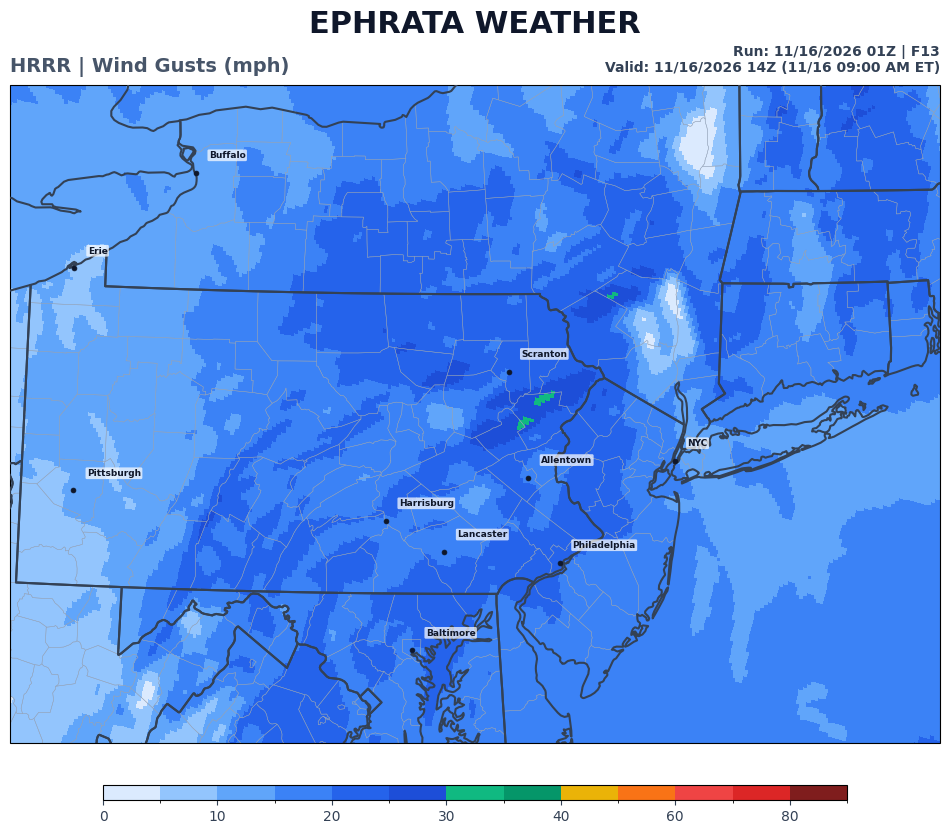 EPHRATA WEATHER
HRRR | Wind Gusts (mph)
Run: 11/16/2026 01Z | F13
Valid: 11/16/2026 14Z (11/16 09:00 AM ET)
Buffalo
Erie
Scranton
NYC
Allentown
Pittsburgh
Harrisburg
Lancaster
Philadelphia
Baltimore
0 10 20 30 40 50 60 70 80